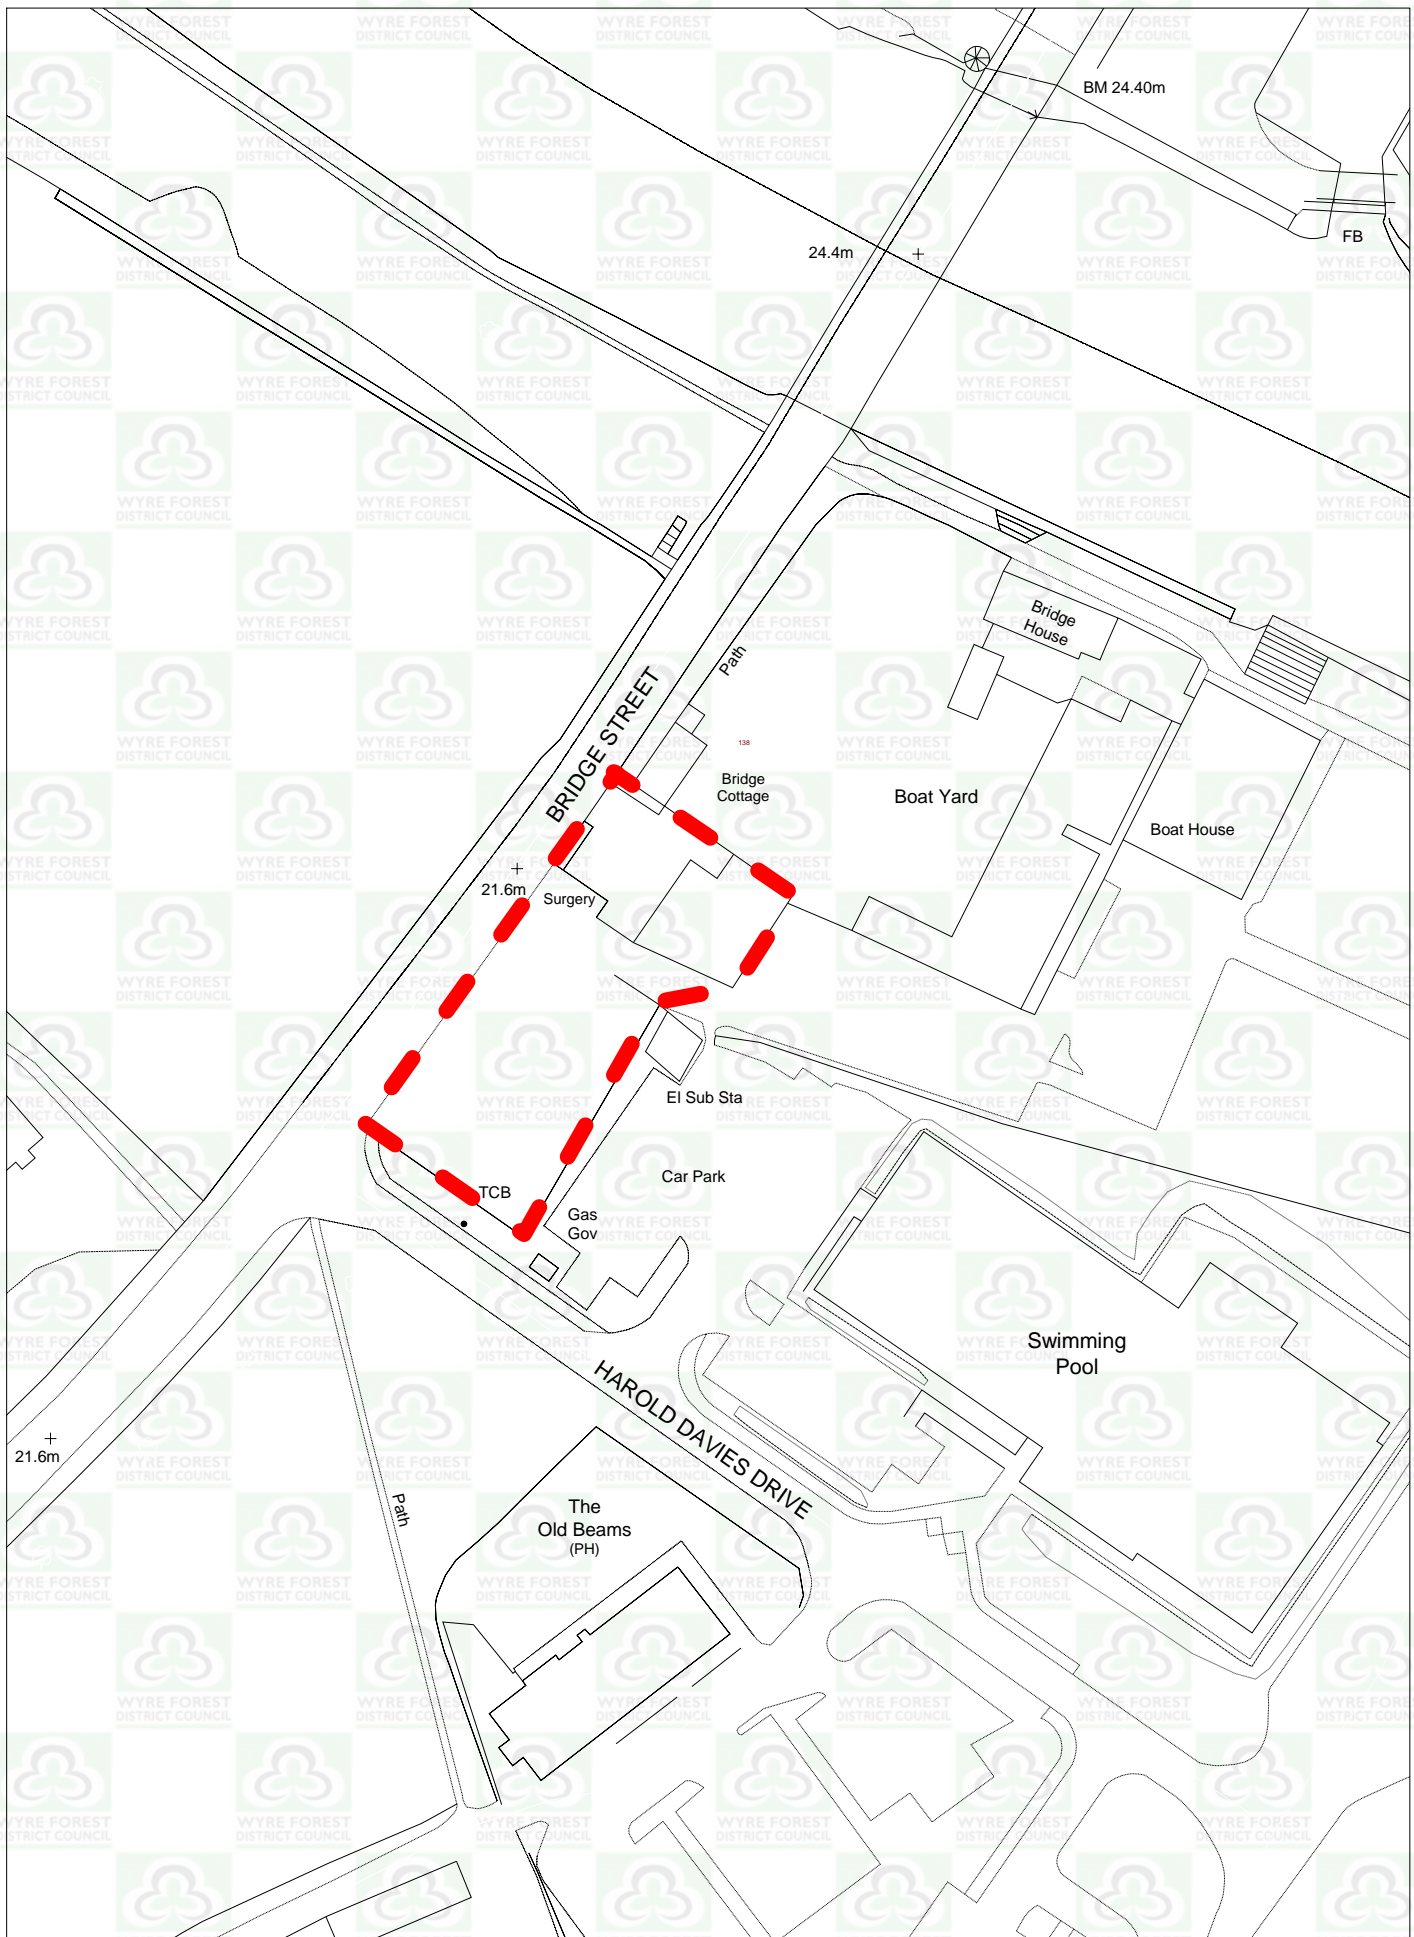 BM 24.40m
FB
24.4m
Bridge
House
Path
BRIDGE STREET
138
Bridge
Cottage
Boat Yard
Boat House
21.6m
Surgery
El Sub Sta
Car Park
TCB
Gas
Gov
Swimming
Pool
HAROLD DAVIES DRIVE
21.6m
Path
The
Old Beams
(PH)
WYRE FOREST
DISTRICT COUNCIL